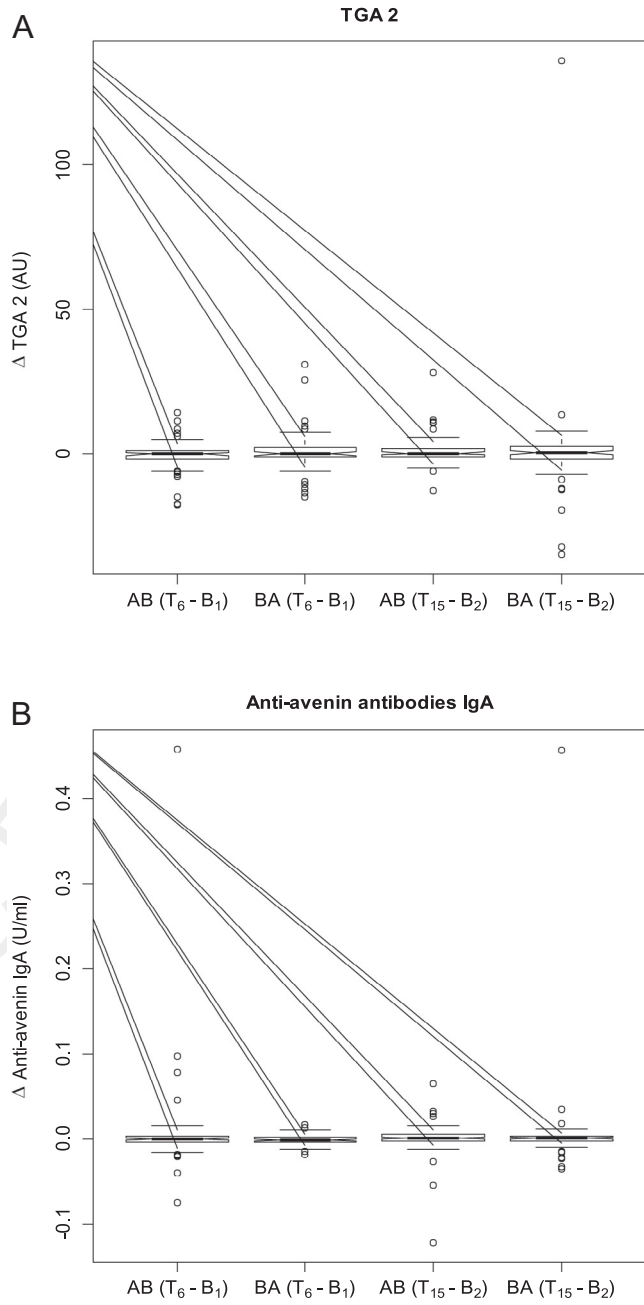 A
TGA 2
Δ TGA 2 (AU)
100
50
0
AB (T6 - B1) BA (T6 - B1) AB (T15 - B2) BA (T15 - B2)
B
Anti-avenin antibodies IgA
Δ Anti-avenin IgA (U/ml)
0.4
0.3
0.2
0.1
0.0
-0.1
AB (T6 - B1) BA (T6 - B1) AB (T15 - B2) BA (T15 - B2)